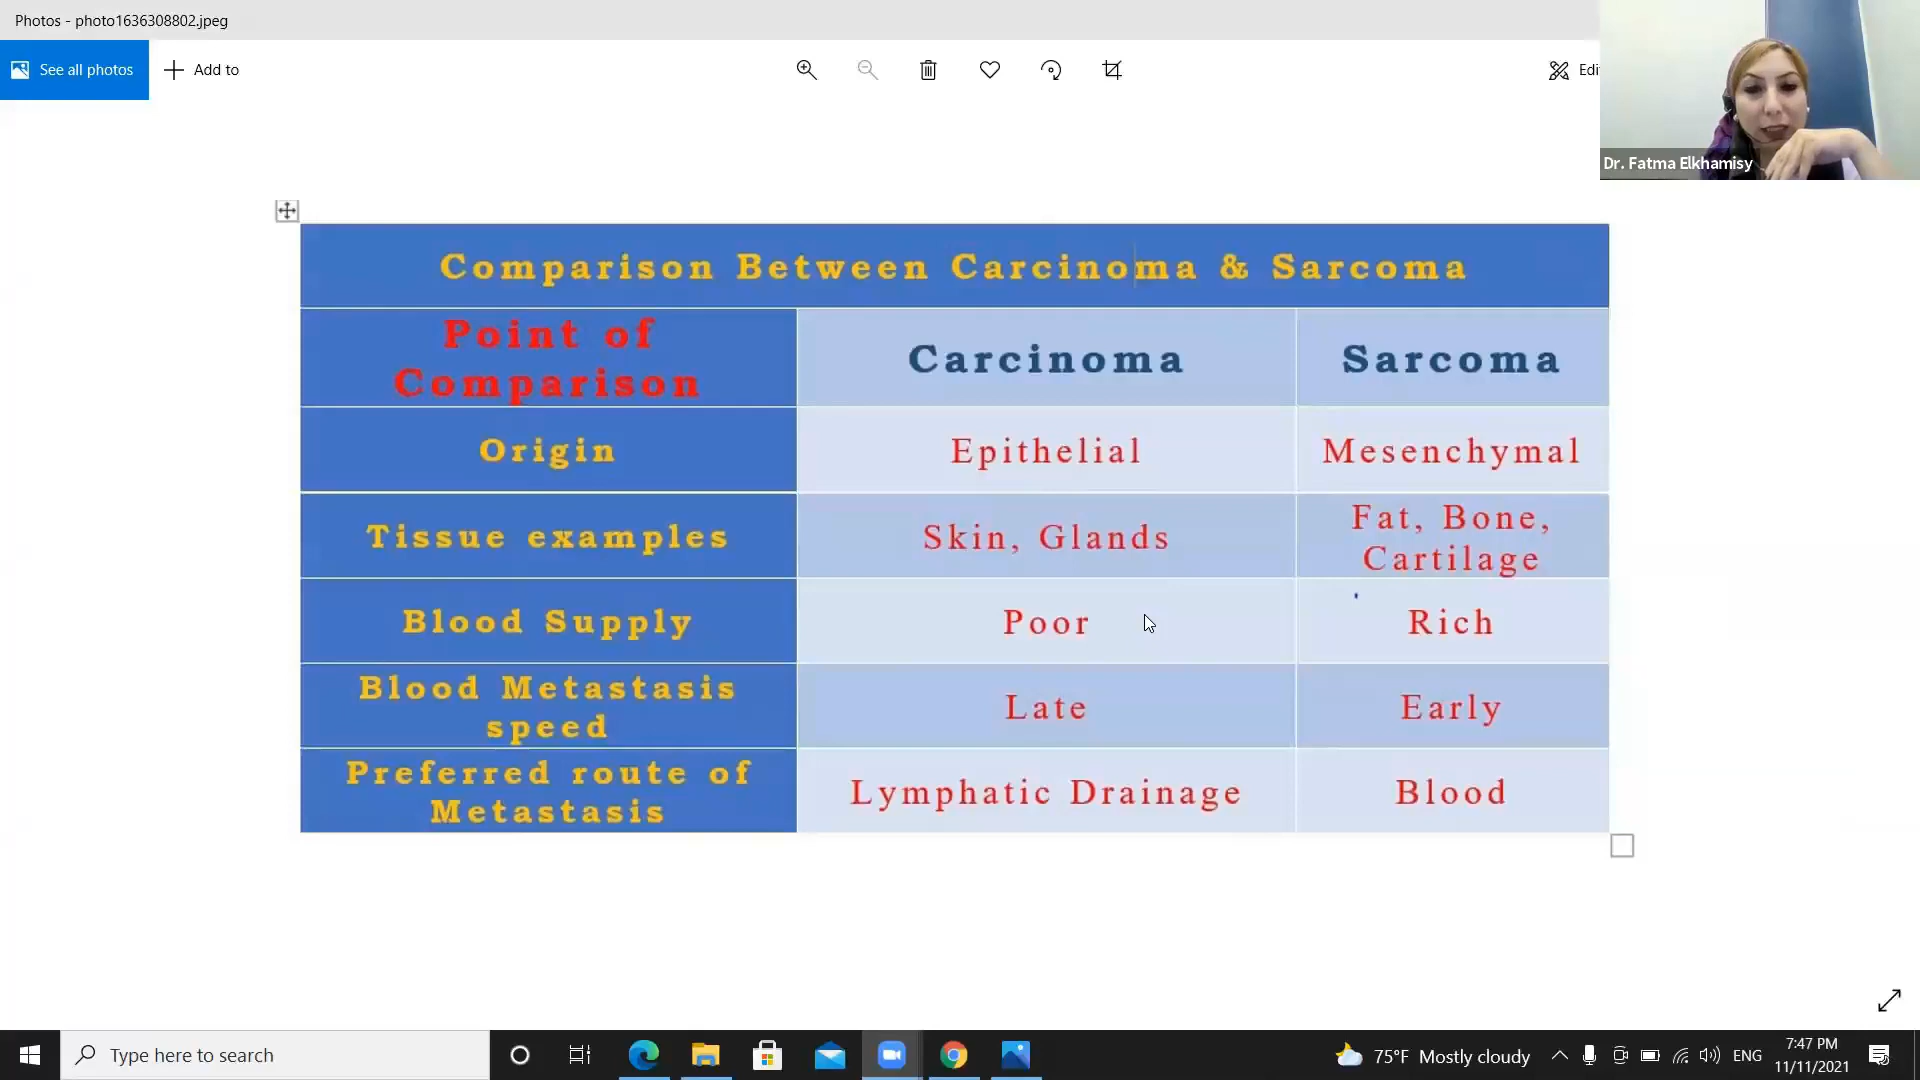 Photos - photo1636308802.jpeg
See all photos
Add to
Dr. Fatma Elkhamisy
Comparison Between Carcinoma & Sarcoma
Point of
Comparison
Carcinoma
Sarcoma
Origin
Epithelial
Mesenchymal
Tissue examples
Skin, Glands
Fat, Bone,
Cartilage
Blood Supply
Poor
Rich
Blood Metastasis
speed
Late
Early
Preferred route of
Metastasis
Lymphatic Drainage
Blood
Type here to search
75°F Mostly cloudy
ENG
7:47 PM
11/11/2021